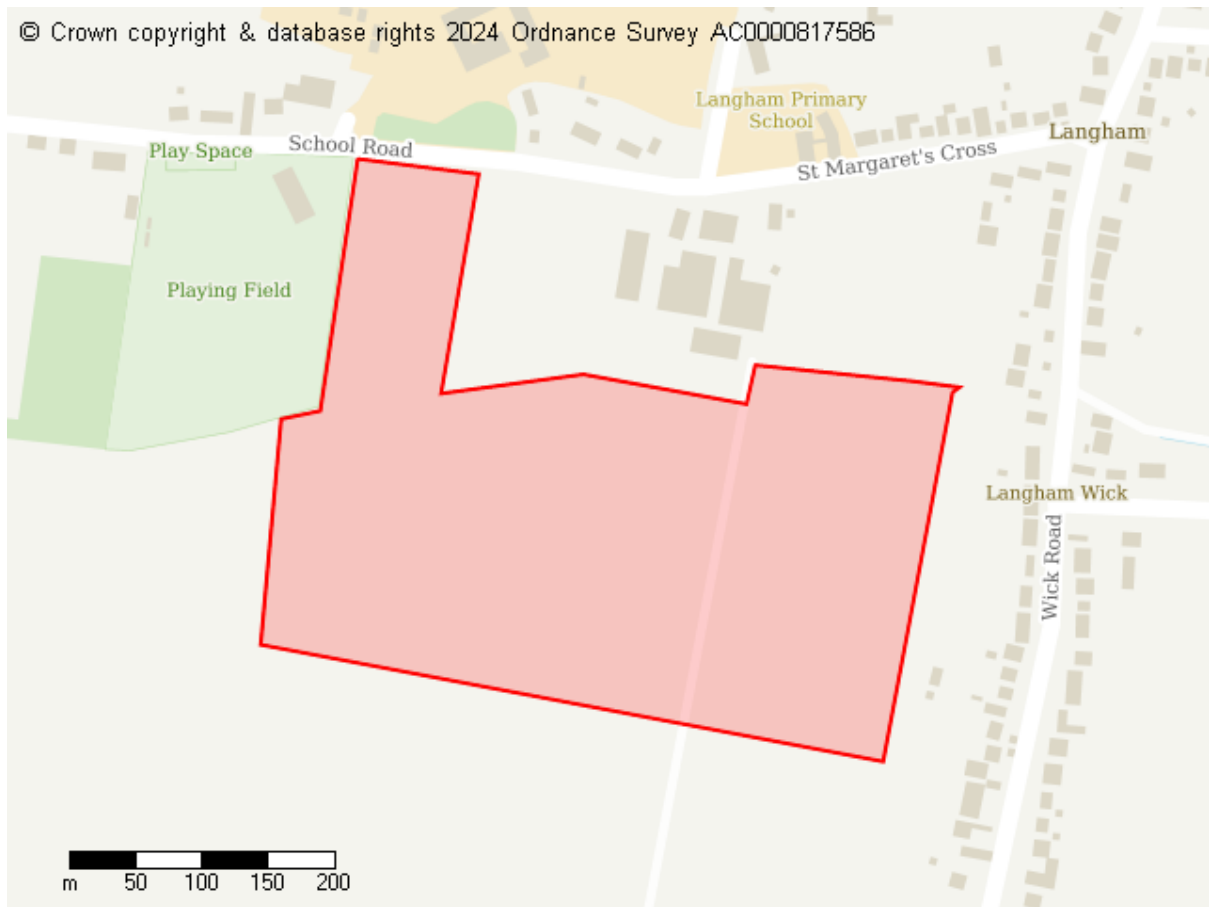 © Crown copyright & database rights 2024 Ordnance Survey AC0000817586
Langham Primary
School
Langham
School Road
Play Space
St Margaret's Cross
Playing Field
Langham Wick
Wick Road
m 50 100 150 200